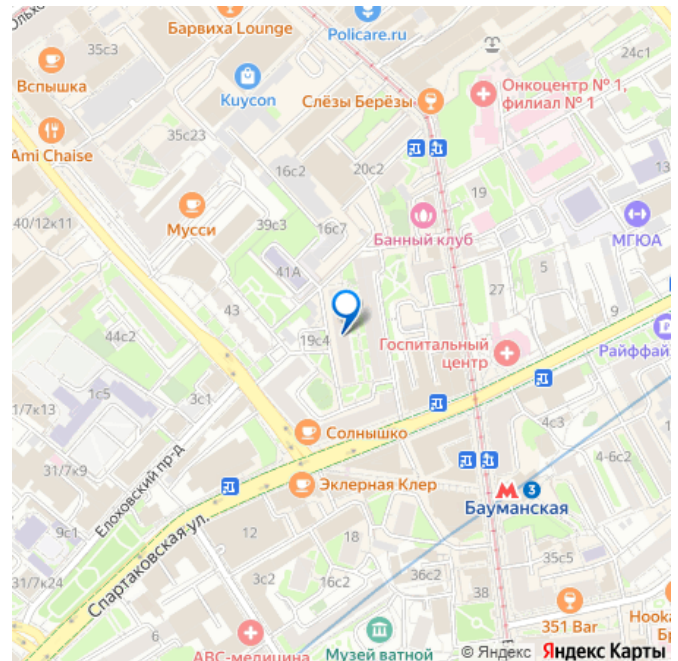 Ольхо
35с3
Барвиха Lounge
Policare.ru
24с1
Вспышка
Kuycon
Слёзы Берёзы
Онкоцентр № 1,
филиал № 1
Ami Chaise
35с23
16с2
20с2
19
40/12к11
Мусси
39с3
16с7
Банный клуб
МГЮА
41А
5
43
27
9
44с2
19с4
Госпитальный
центр
Райффай
1с5
3с1
1/7к13
Солнышко
4с3
31/7к9
Елоховский пр-д
4-6с2
Эклерная Клер
3
Бауманская
9с1
Спартаковская ул.
12
18
35с5
31/7к24
3с2
16с2
36с2
38
6
351 Bar
Hooka
Бр
АВС-медицина
Музей ватной
© Яндекс Яндекс Карты